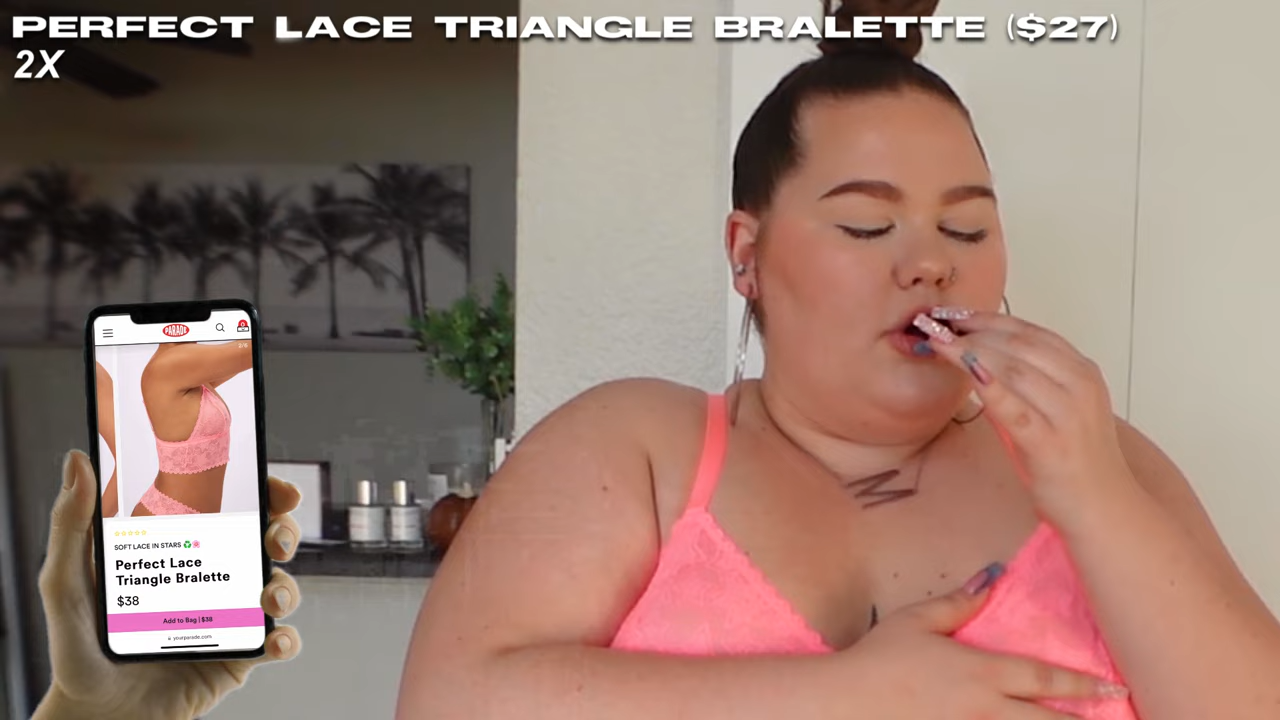 PERFECT LACE TRIANGLE BRALETTE ($27)
2X
PARADE
SOFT LACE IN STARS ♻️🌸
Perfect Lace
Triangle Bralette
$38
Add to Bag | $38
yourparade.com
M